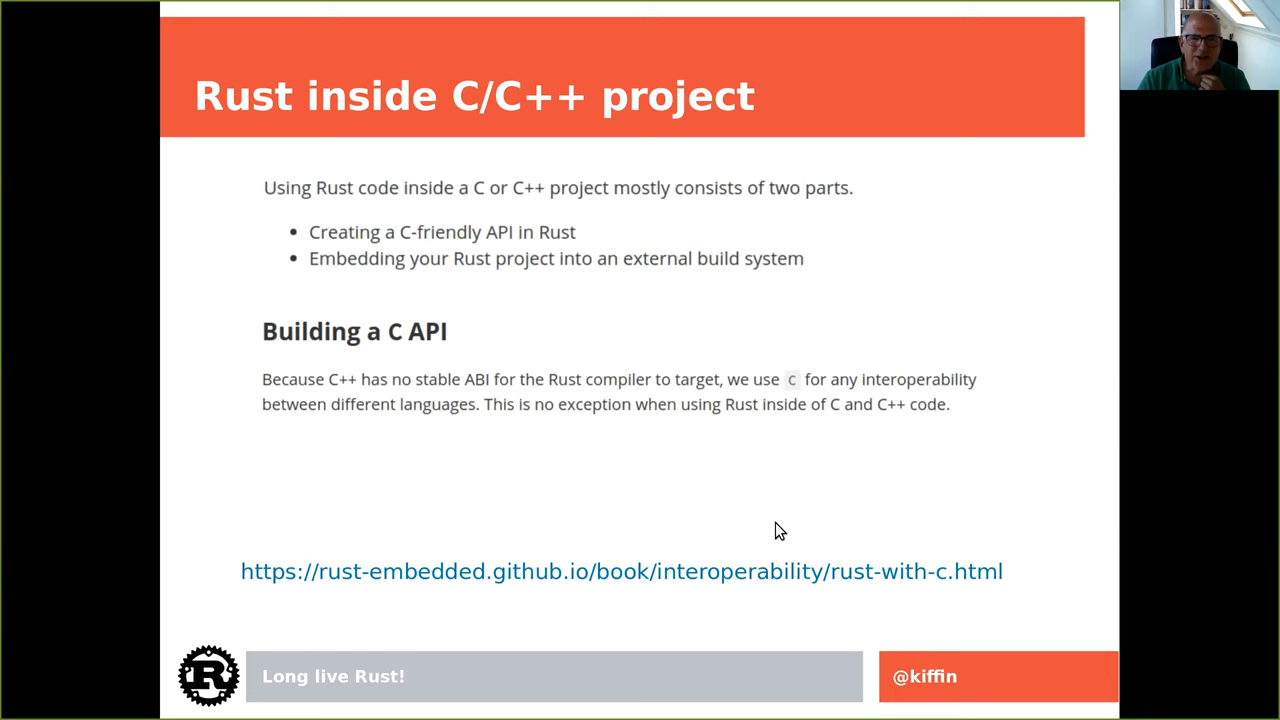 Rust inside C/C++ project
Using Rust code inside a C or C++ project mostly consists of two parts.
• Creating a C-friendly API in Rust
• Embedding your Rust project into an external build system
Building a C API
Because C++ has no stable ABI for the Rust compiler to target, we use C for any interoperability
between different languages. This is no exception when using Rust inside of C and C++ code.
https://rust-embedded.github.io/book/interoperability/rust-with-c.html
R
Long live Rust!
@kiffin